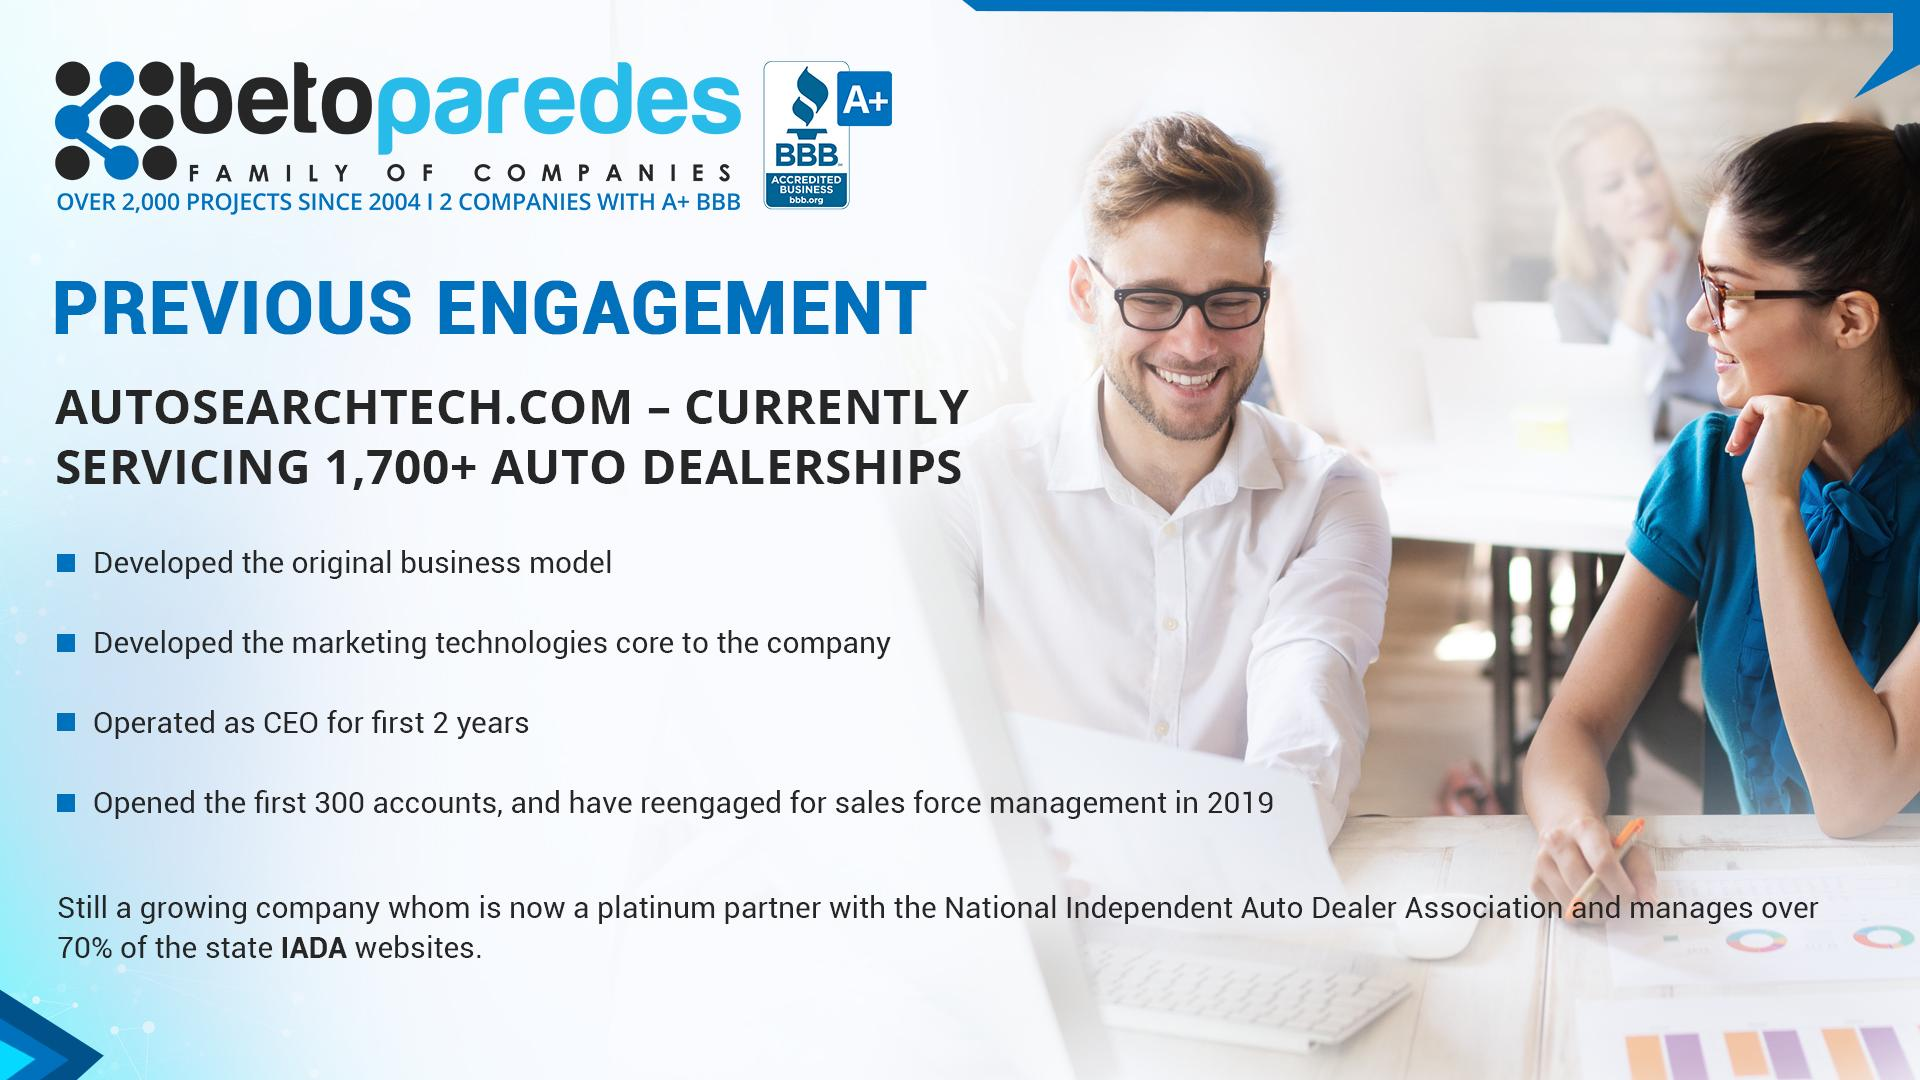 betoparedes
FAMILY OF COMPANIES
OVER 2,000 PROJECTS SINCE 2004 I 2 COMPANIES WITH A+ BBB
A+
BBB
ACCREDITED
BUSINESS
bbb.org
PREVIOUS ENGAGEMENT
AUTOSEARCHTECH.COM – CURRENTLY
SERVICING 1,700+ AUTO DEALERSHIPS
Developed the original business model
Developed the marketing technologies core to the company
Operated as CEO for first 2 years
Opened the first 300 accounts, and have reengaged for sales force management in 2019
Still a growing company whom is now a platinum partner with the National Independent Auto Dealer Association and manages over
70% of the state IADA websites.